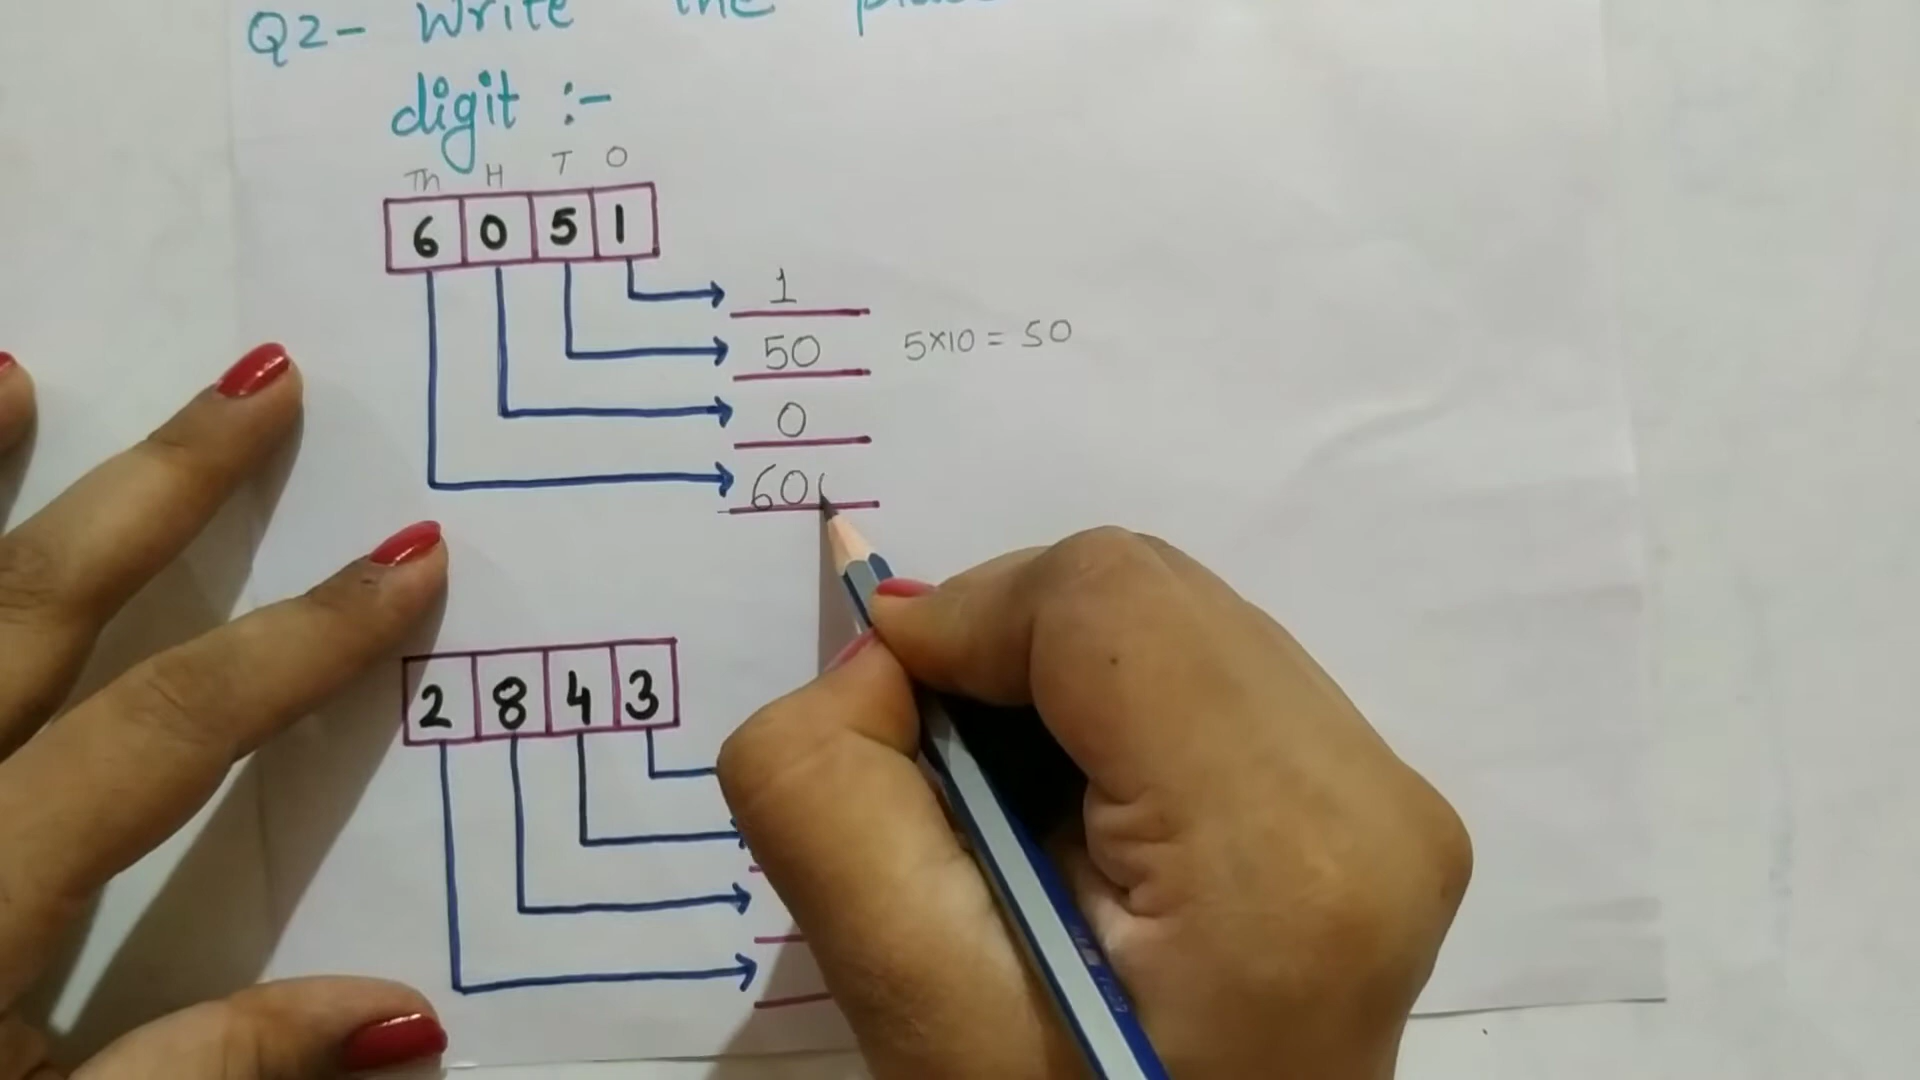 Q2- Write the
digit :-
Th H T O
6 0 5 1
1
50 5×10 = 50
0
60
2 8 4 3